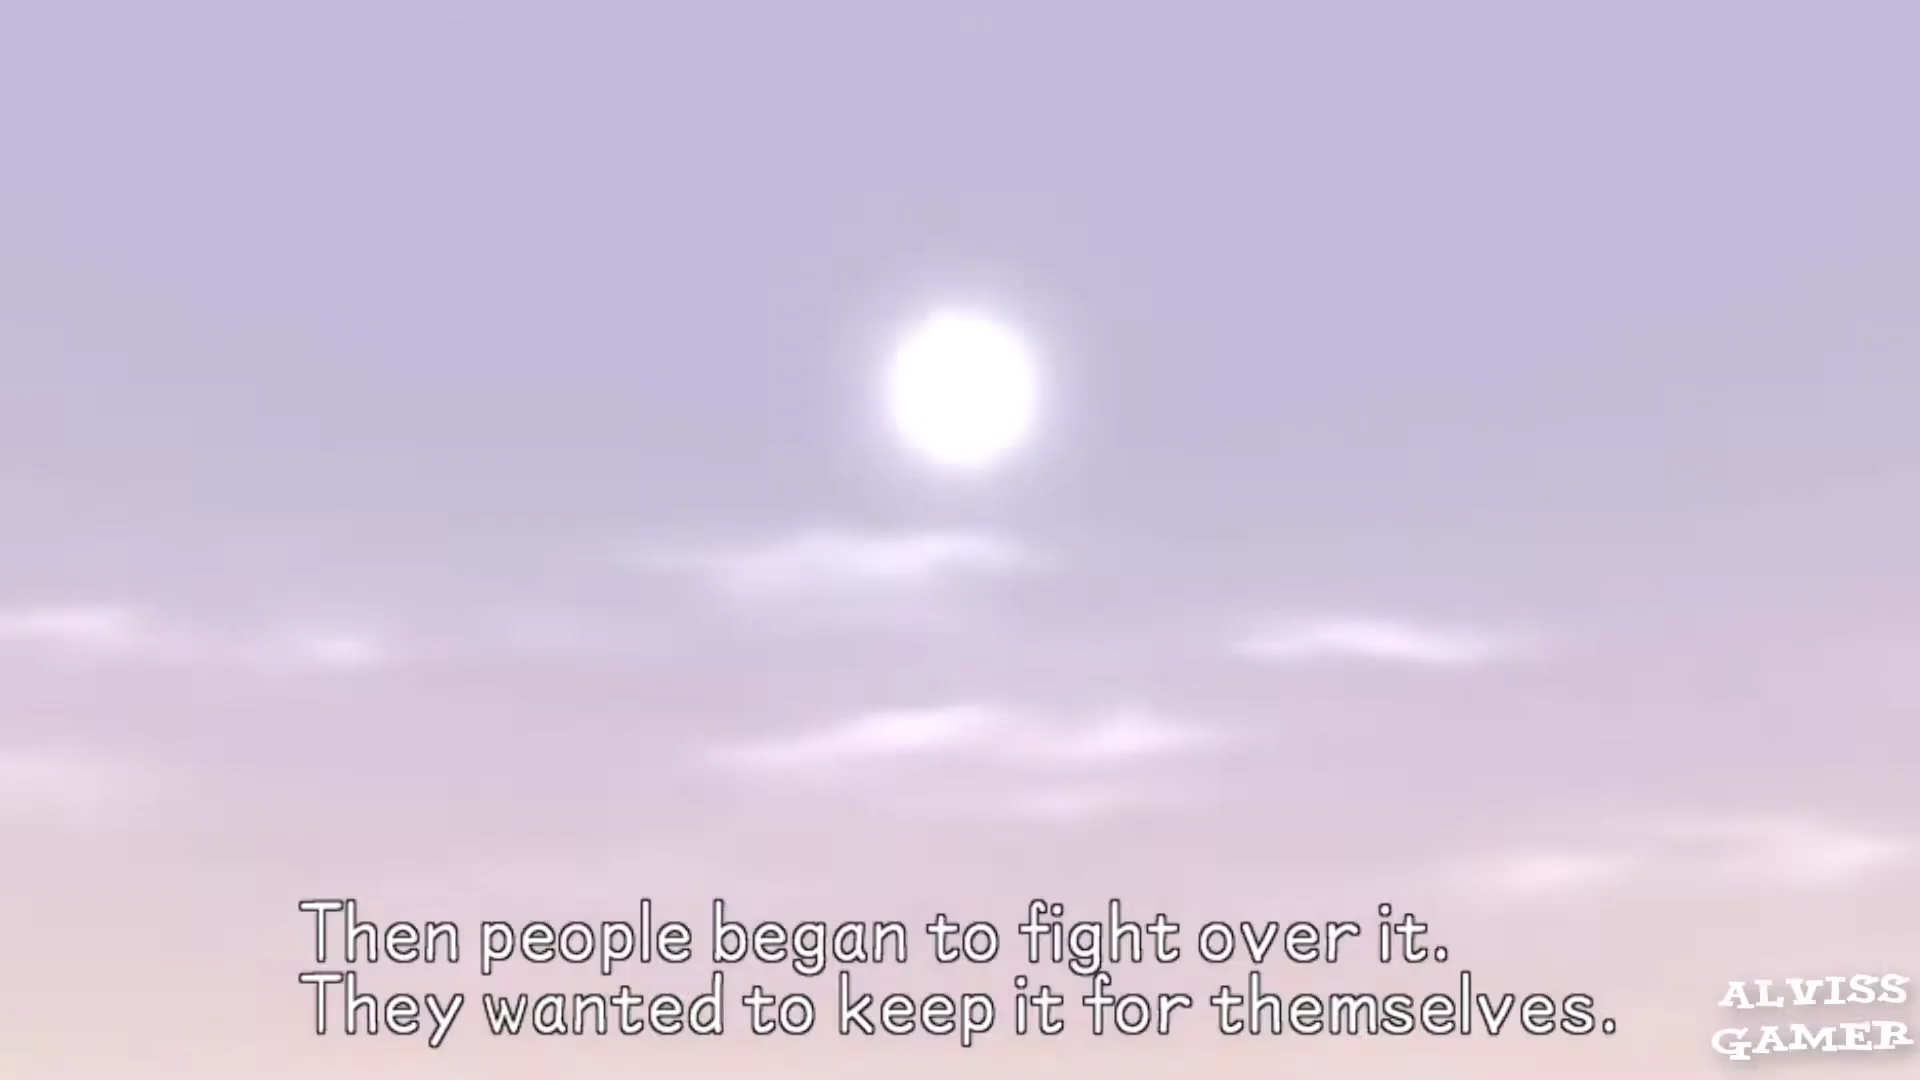 Then people began to fight over it.
They wanted to keep it for themselves.
ALVISS
GAMER